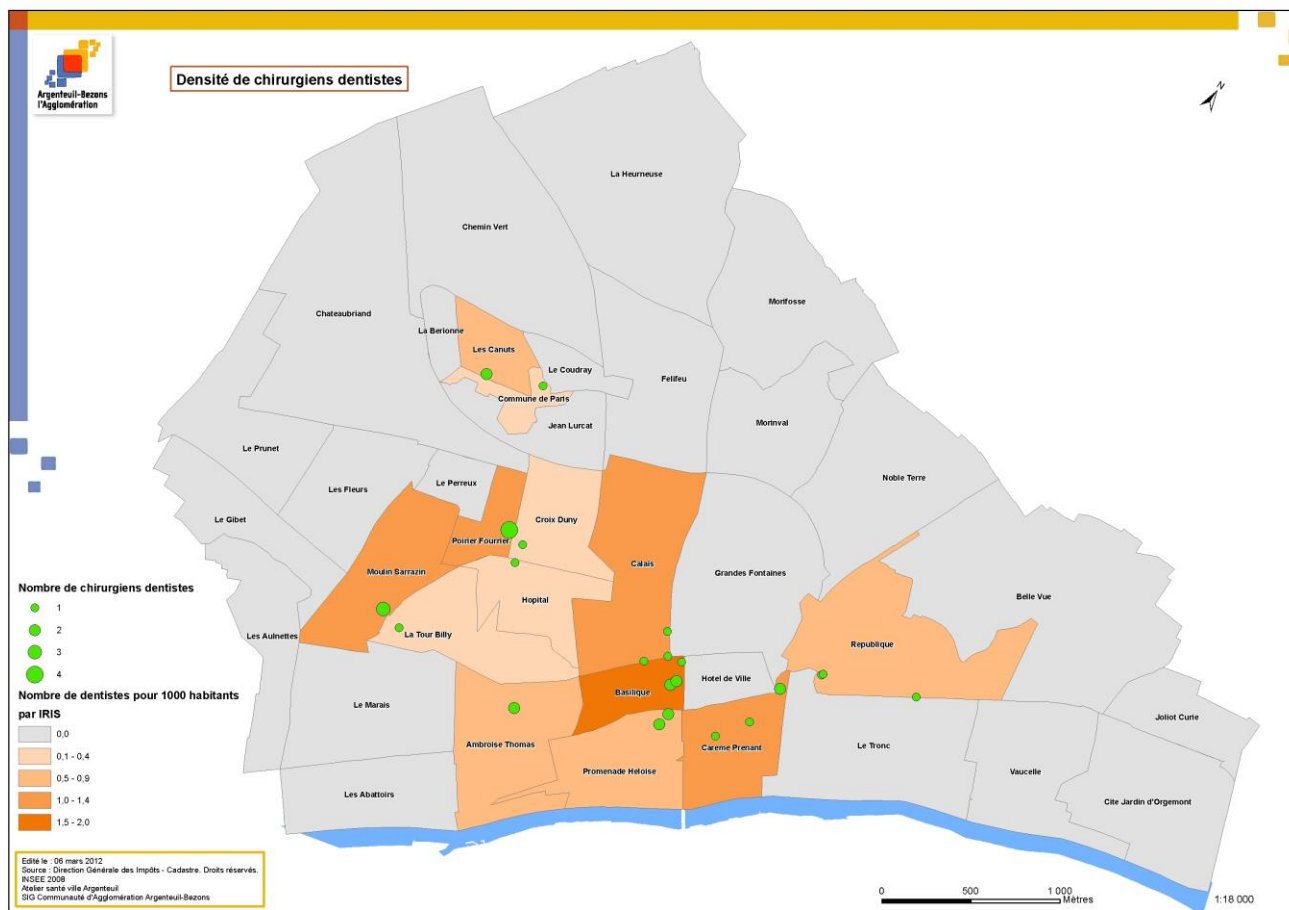 Argenteuil-Bezons
l'Agglomération
Densité de chirurgiens dentistes
N
La Heurneuse
Chemin Vert
Morifosse
Chateaubriand
La Berionne
Les Canuts
Le Coudray
Felifeu
Commune de Paris
Jean Lurcat
Morinval
Le Prunet
Noble Terre
Les Fleurs
Le Perreux
Le Gibet
Croix Duny
Poirier Fournier
Calais
Moulin Sarrazin
Grandes Fontaines
Belle Vue
Hopital
Les Aulnettes
La Tour Billy
Republique
Hotel de Ville
Basilique
Le Marais
Joliot Curie
Ambroise Thomas
Careme Prenant
Le Tronc
Promenade Heloise
Vaucelle
Les Abattoirs
Cite Jardin d'Orgemont
Nombre de chirurgiens dentistes
1
2
3
4
Nombre de dentistes pour 1000 habitants
par IRIS
0,0
0,1 - 0,4
0,5 - 0,9
1,0 - 1,4
1,5 - 2,0
Edité le : 06 mars 2012
Source : Direction Générale des Impôts - Cadastre. Droits réservés.
INSEE 2008
Atelier santé ville Argenteuil
SIG Communauté d'Agglomération Argenteuil-Bezons
0 500 1 000
Mètres
1:18 000